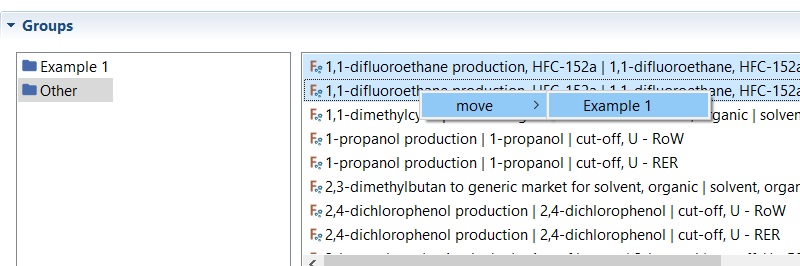 Groups
Example 1
Other
1,1-difluoroethane production, HFC-152a | 1,1-difluoroethane, HFC-152a
1,1-difluoroethane production, HFC-152a | 1,1-difluoroethane, HFC-152a
move
Example 1
1,1-dimethylcy organic | solven
1-propanol production | 1-propanol | cut-off, U - RoW
1-propanol production | 1-propanol | cut-off, U - RER
2,3-dimethylbutan to generic market for solvent, organic | solvent, organ
2,4-dichlorophenol production | 2,4-dichlorophenol | cut-off, U - RoW
2,4-dichlorophenol production | 2,4-dichlorophenol | cut-off, U - RER